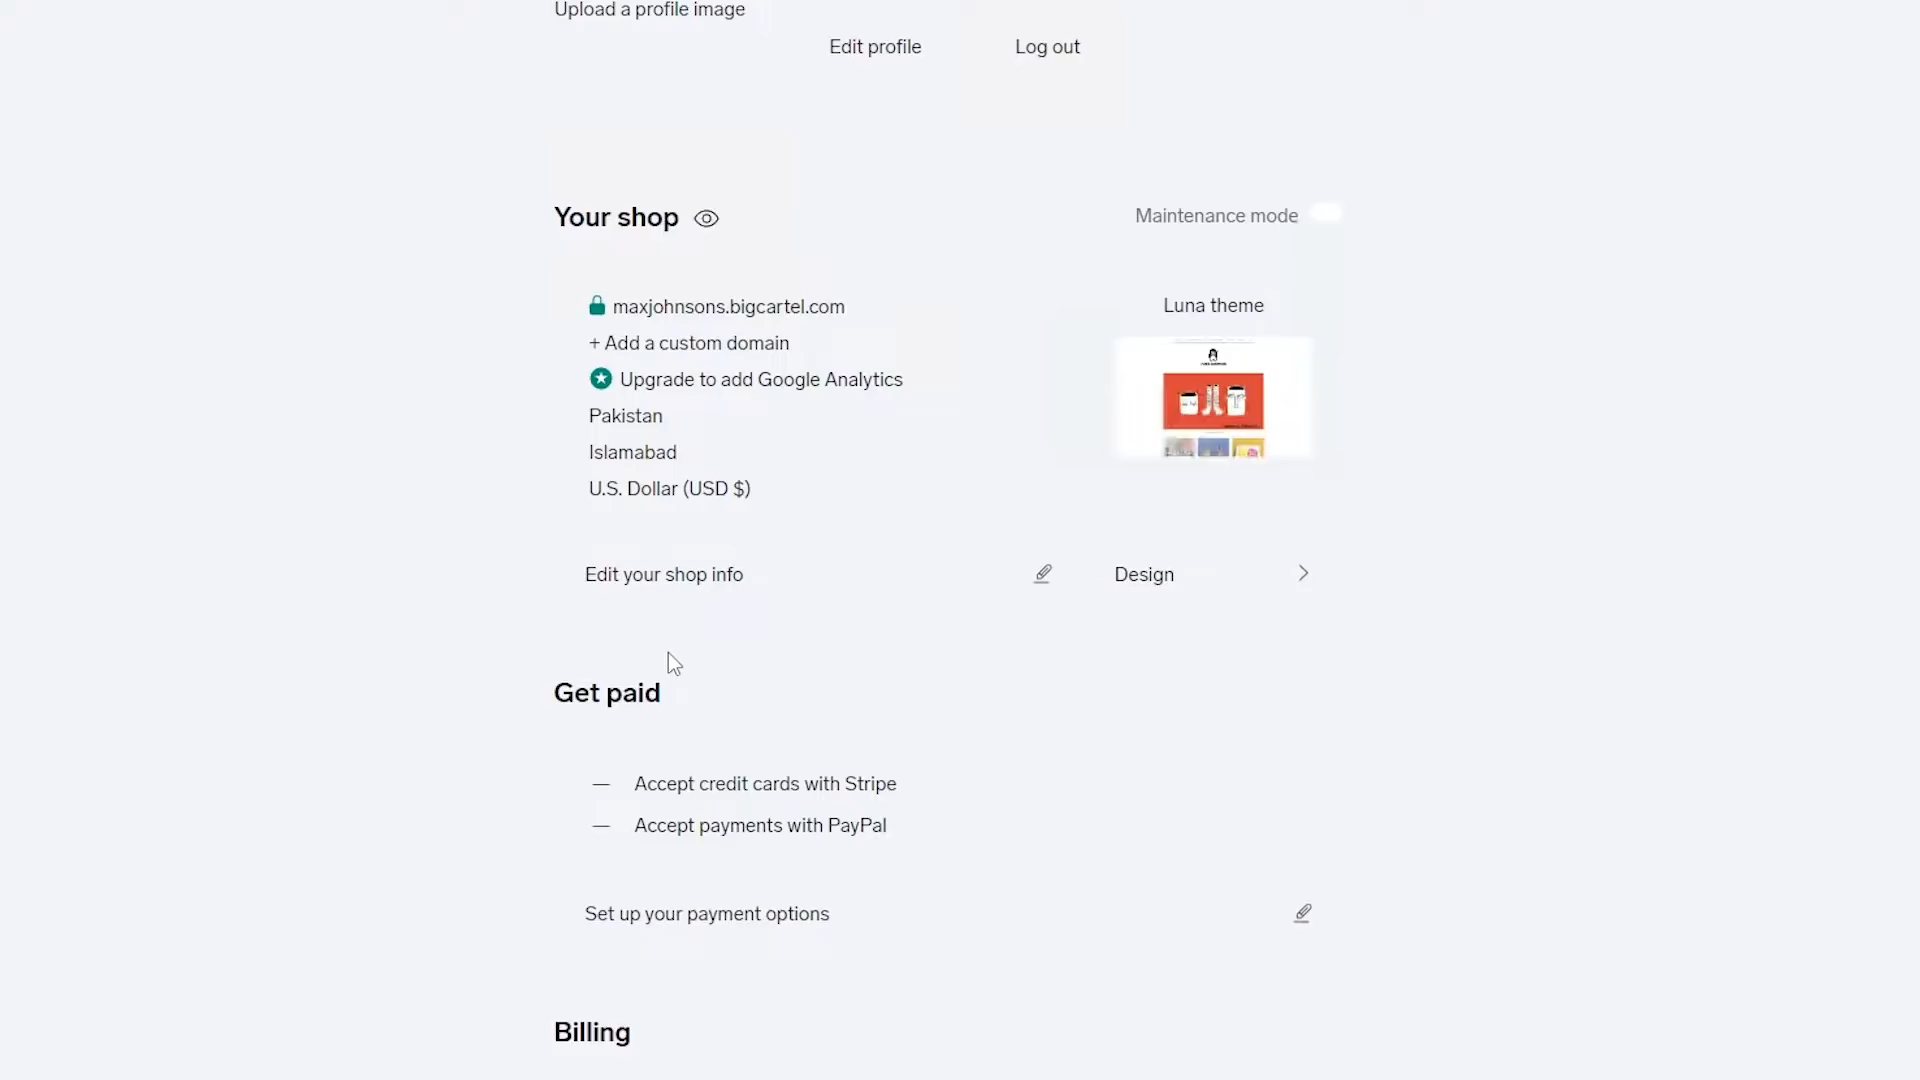 Upload a profile image
Edit profile
Log out
Your shop
Maintenance mode
maxjohnsons.bigcartel.com
Luna theme
+ Add a custom domain
Upgrade to add Google Analytics
Pakistan
Islamabad
U.S. Dollar (USD $)
Edit your shop info
Design
Get paid
— Accept credit cards with Stripe
— Accept payments with PayPal
Set up your payment options
Billing